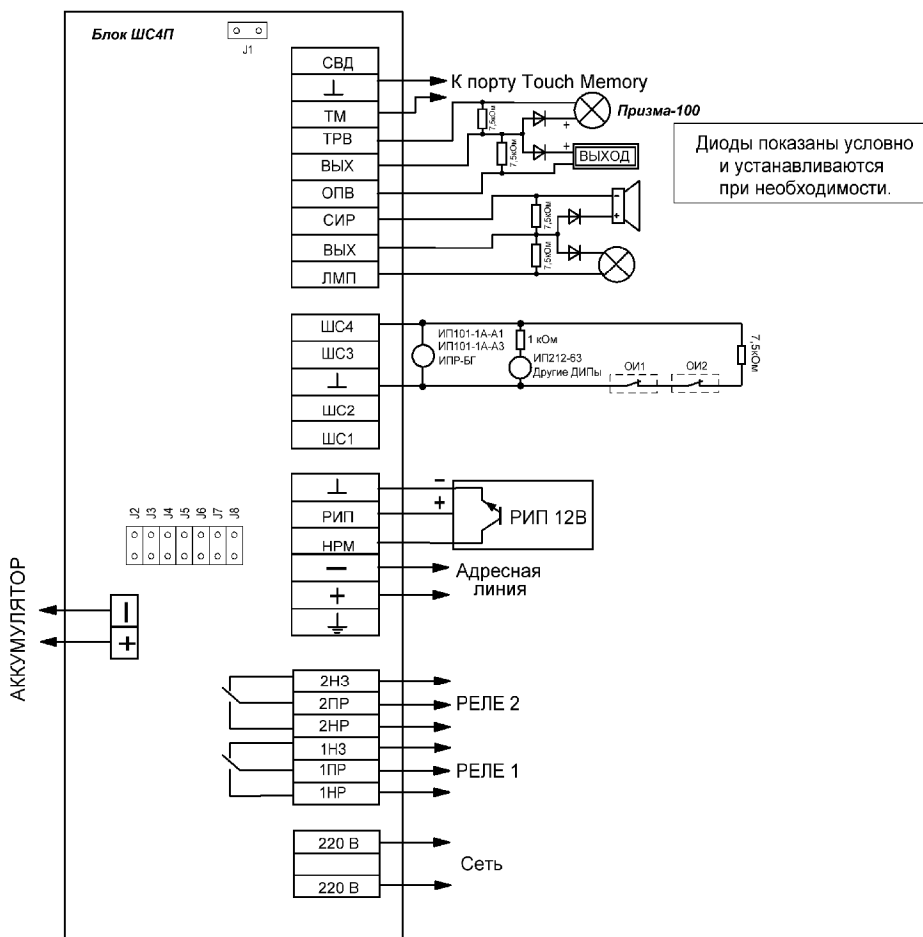 Блок ШС4П
J1
СВД
⊥
ТМ
ТРВ
ВЫХ
ОПВ
СИР
ВЫХ
ЛМП
К порту Touch Memory
7,5кОм
Призма-100
+
7,5кОм
+
ВЫХОД
Диоды показаны условно
и устанавливаются
при необходимости.
7,5кОм
−
+
7,5кОм
ШС4
ШС3
⊥
ШС2
ШС1
ИП101-1А-А1
ИП101-1А-А3
ИПР-БГ
1 кОм
ИП212-63
Другие ДИПы
ОИ1
ОИ2
7,5кОм
⊥
РИП
НРМ
−
+
−
+
РИП 12В
Адресная
линия
J2
J3
J4
J5
J6
J7
J8
АККУМУЛЯТОР
−
+
2НЗ
2ПР
2НР
1НЗ
1ПР
1НР
РЕЛЕ 2
РЕЛЕ 1
220 В
220 В
Сеть